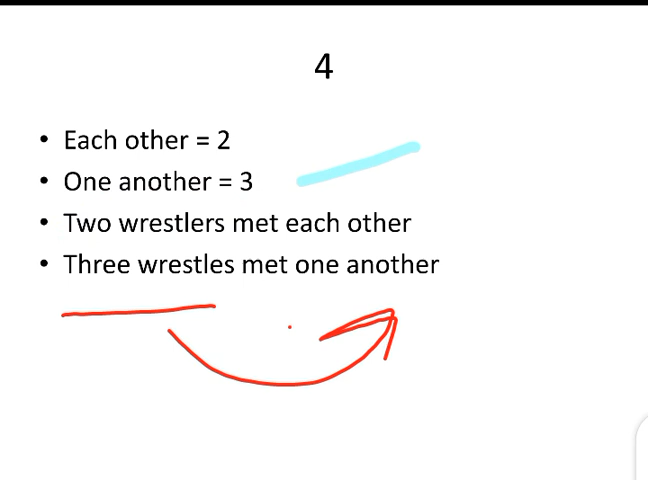 4
• Each other = 2
• One another = 3
• Two wrestlers met each other
• Three wrestles met one another